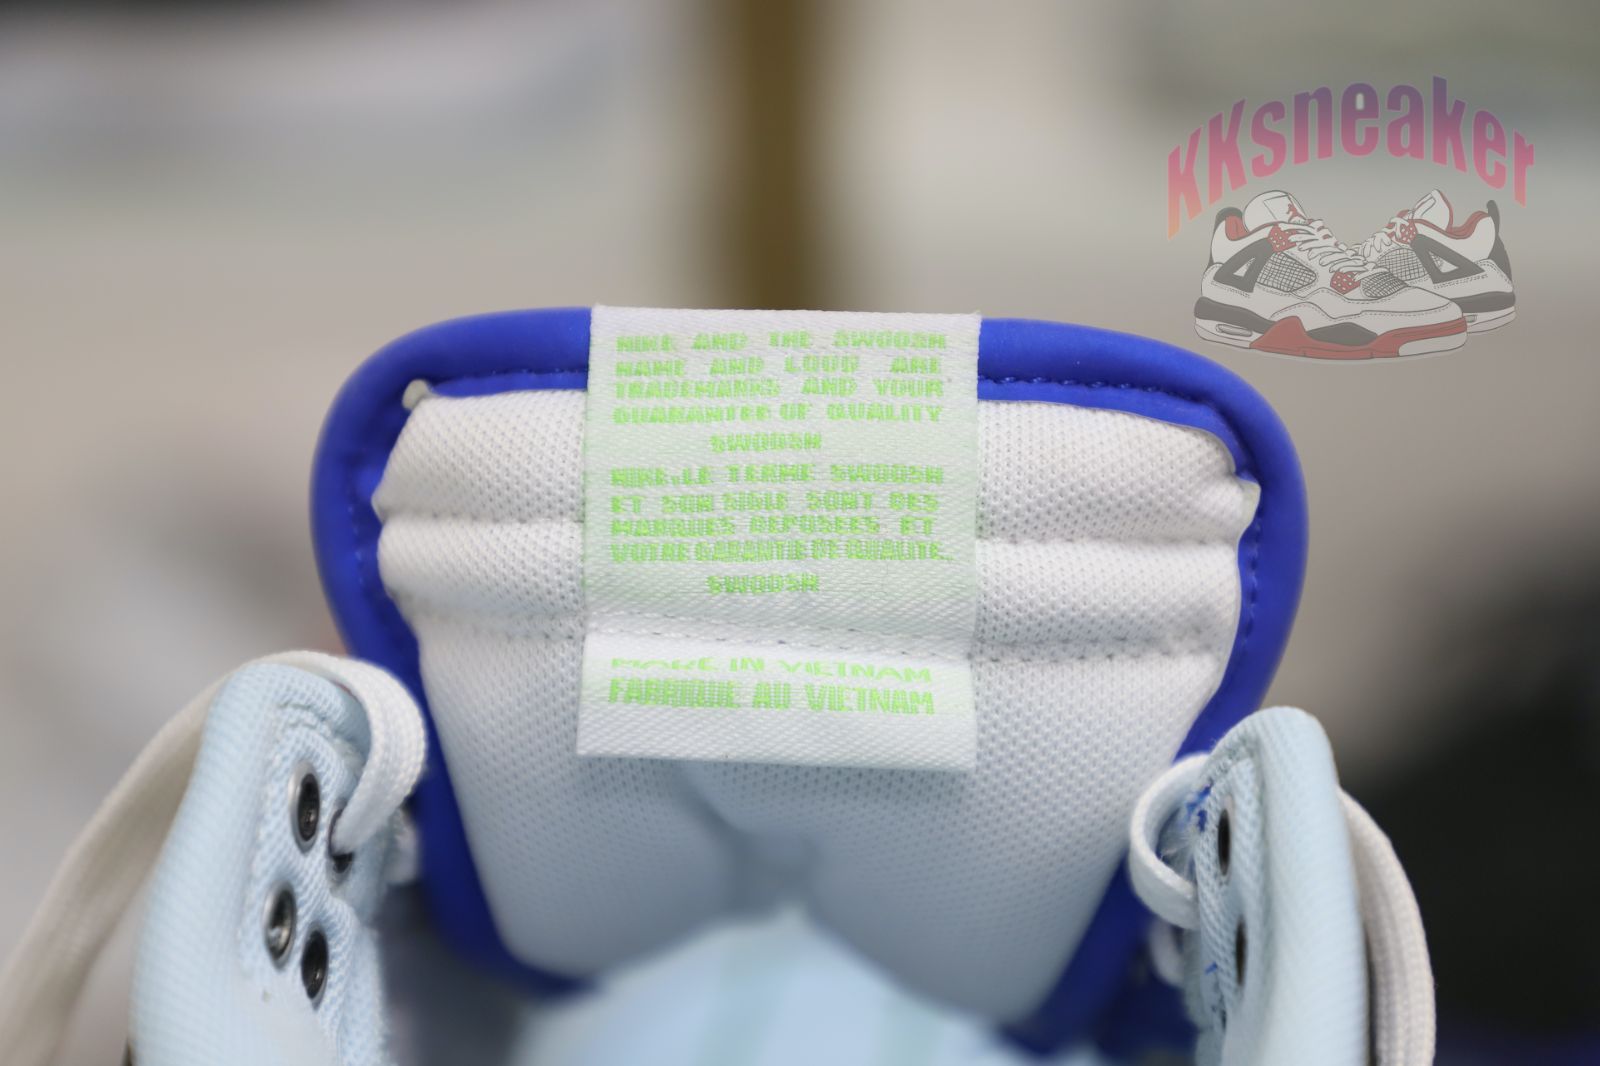 KKsneaker
NIKE AND THE SWOOSH
NAME AND LOGO ARE
TRADEMARKS AND YOUR
GUARANTEE OF QUALITY
SWOOSH
NIKE, LE TERME SWOOSH
ET SON SIGLE SONT DES
MARQUES DEPOSEES ET
VOTRE GARANTIE DE QUALITE.
SWOOSH
IN VIETNAM
FABRIQUE AU VIETNAM